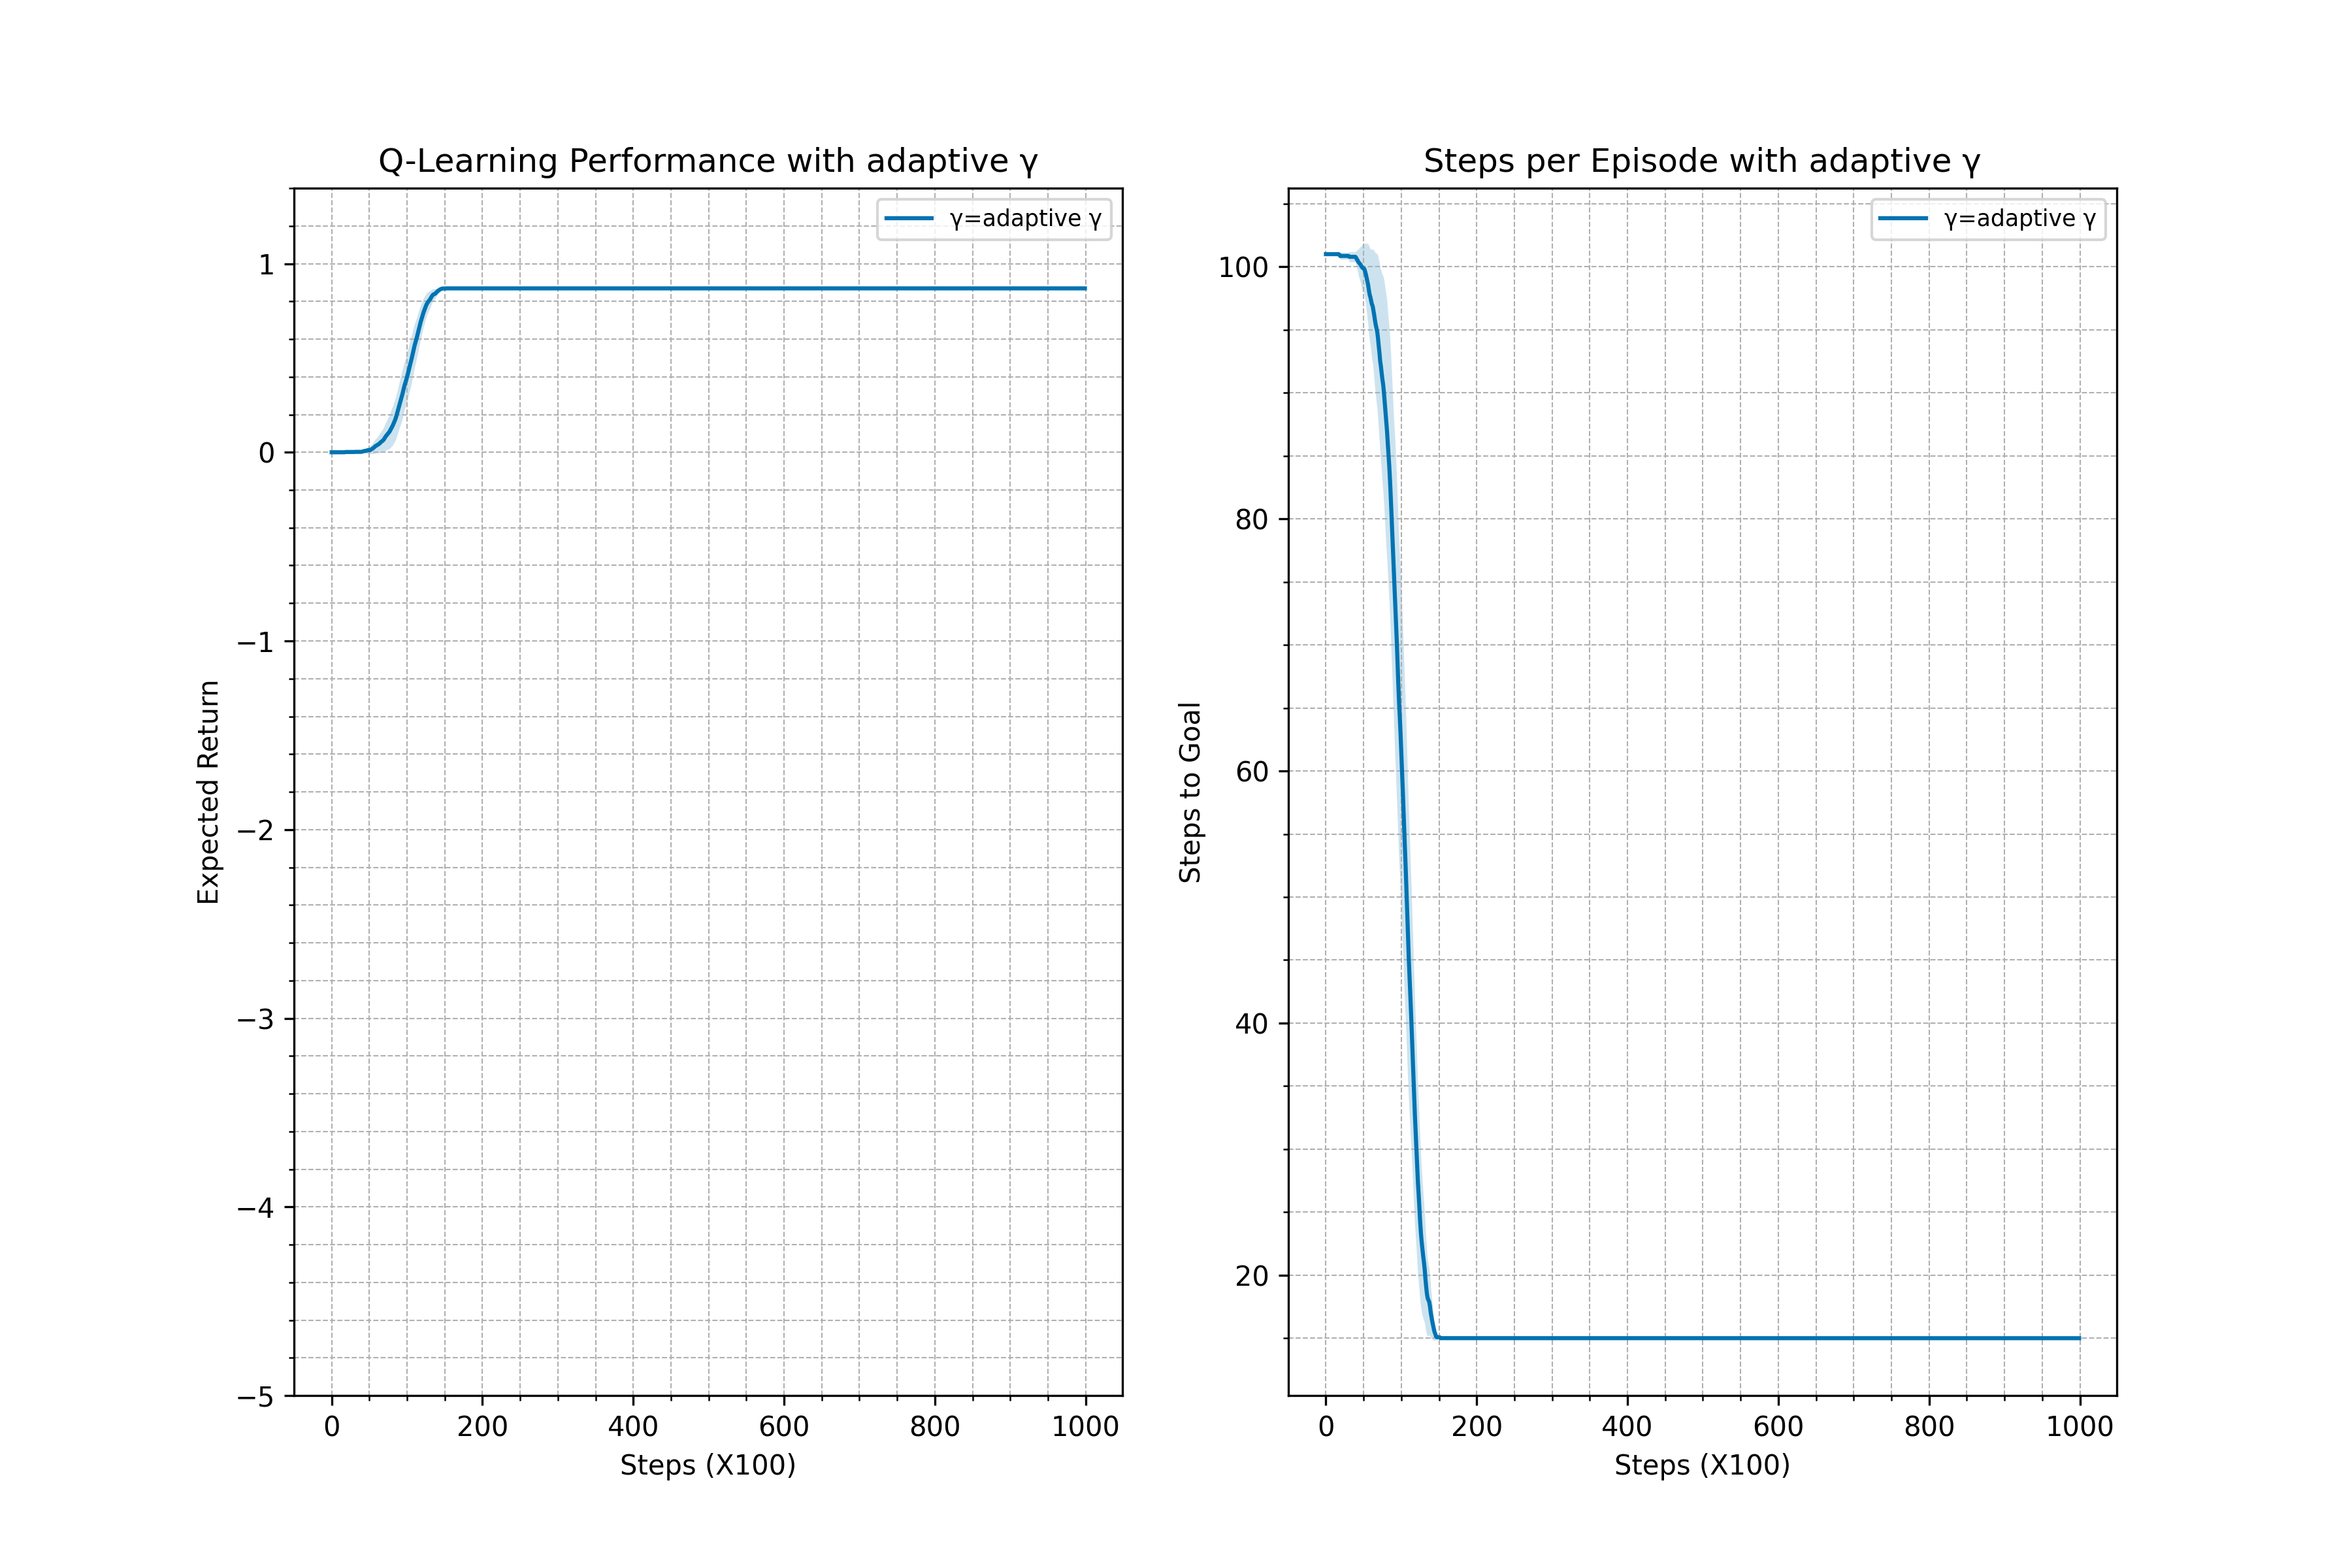 Q-Learning Performance with adaptive γ
γ=adaptive γ
1
0
−1
−2
−3
−4
−5
Expected Return
0 200 400 600 800 1000
Steps (X100)
Steps per Episode with adaptive γ
γ=adaptive γ
100
80
60
40
20
Steps to Goal
0 200 400 600 800 1000
Steps (X100)